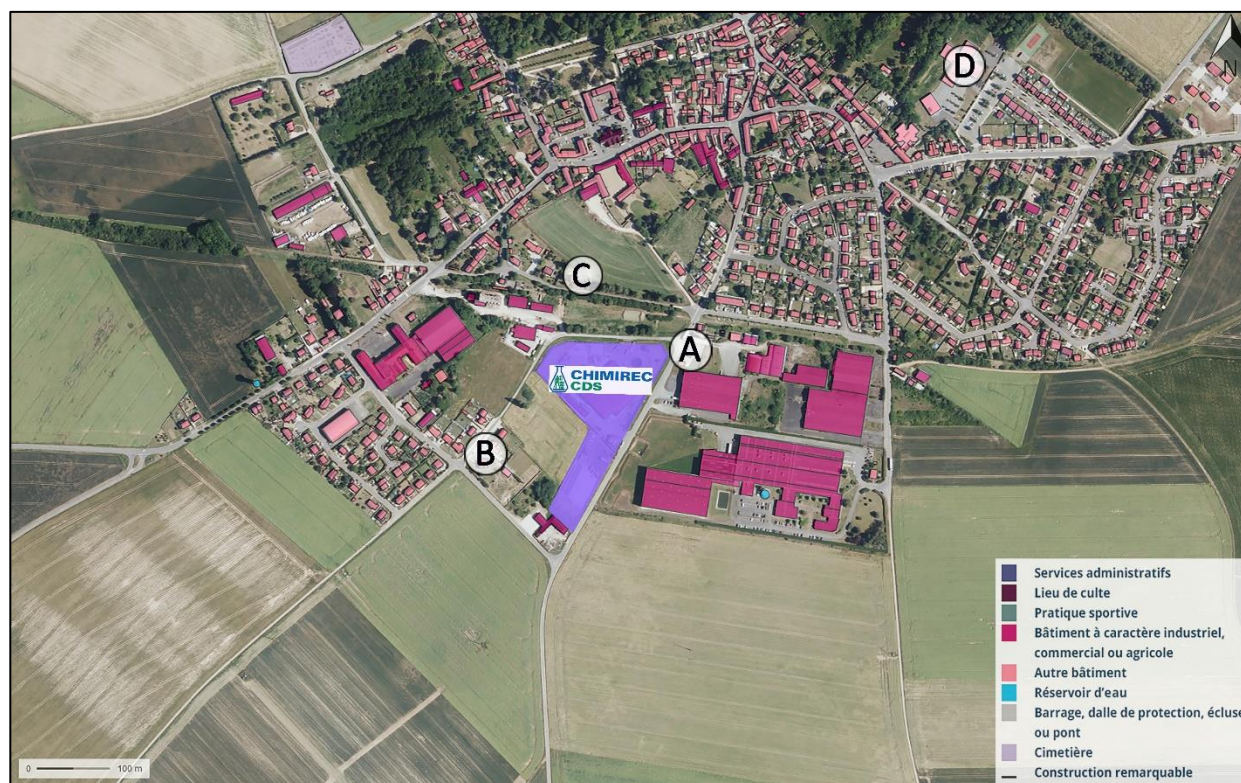 D
N
C
A
CHIMIREC
CDS
B
Services administratifs
Lieu de culte
Pratique sportive
Bâtiment à caractère industriel,
commercial ou agricole
Autre bâtiment
Réservoir d'eau
Barrage, dalle de protection, écluse
ou pont
Cimetière
Construction remarquable
0 100 m